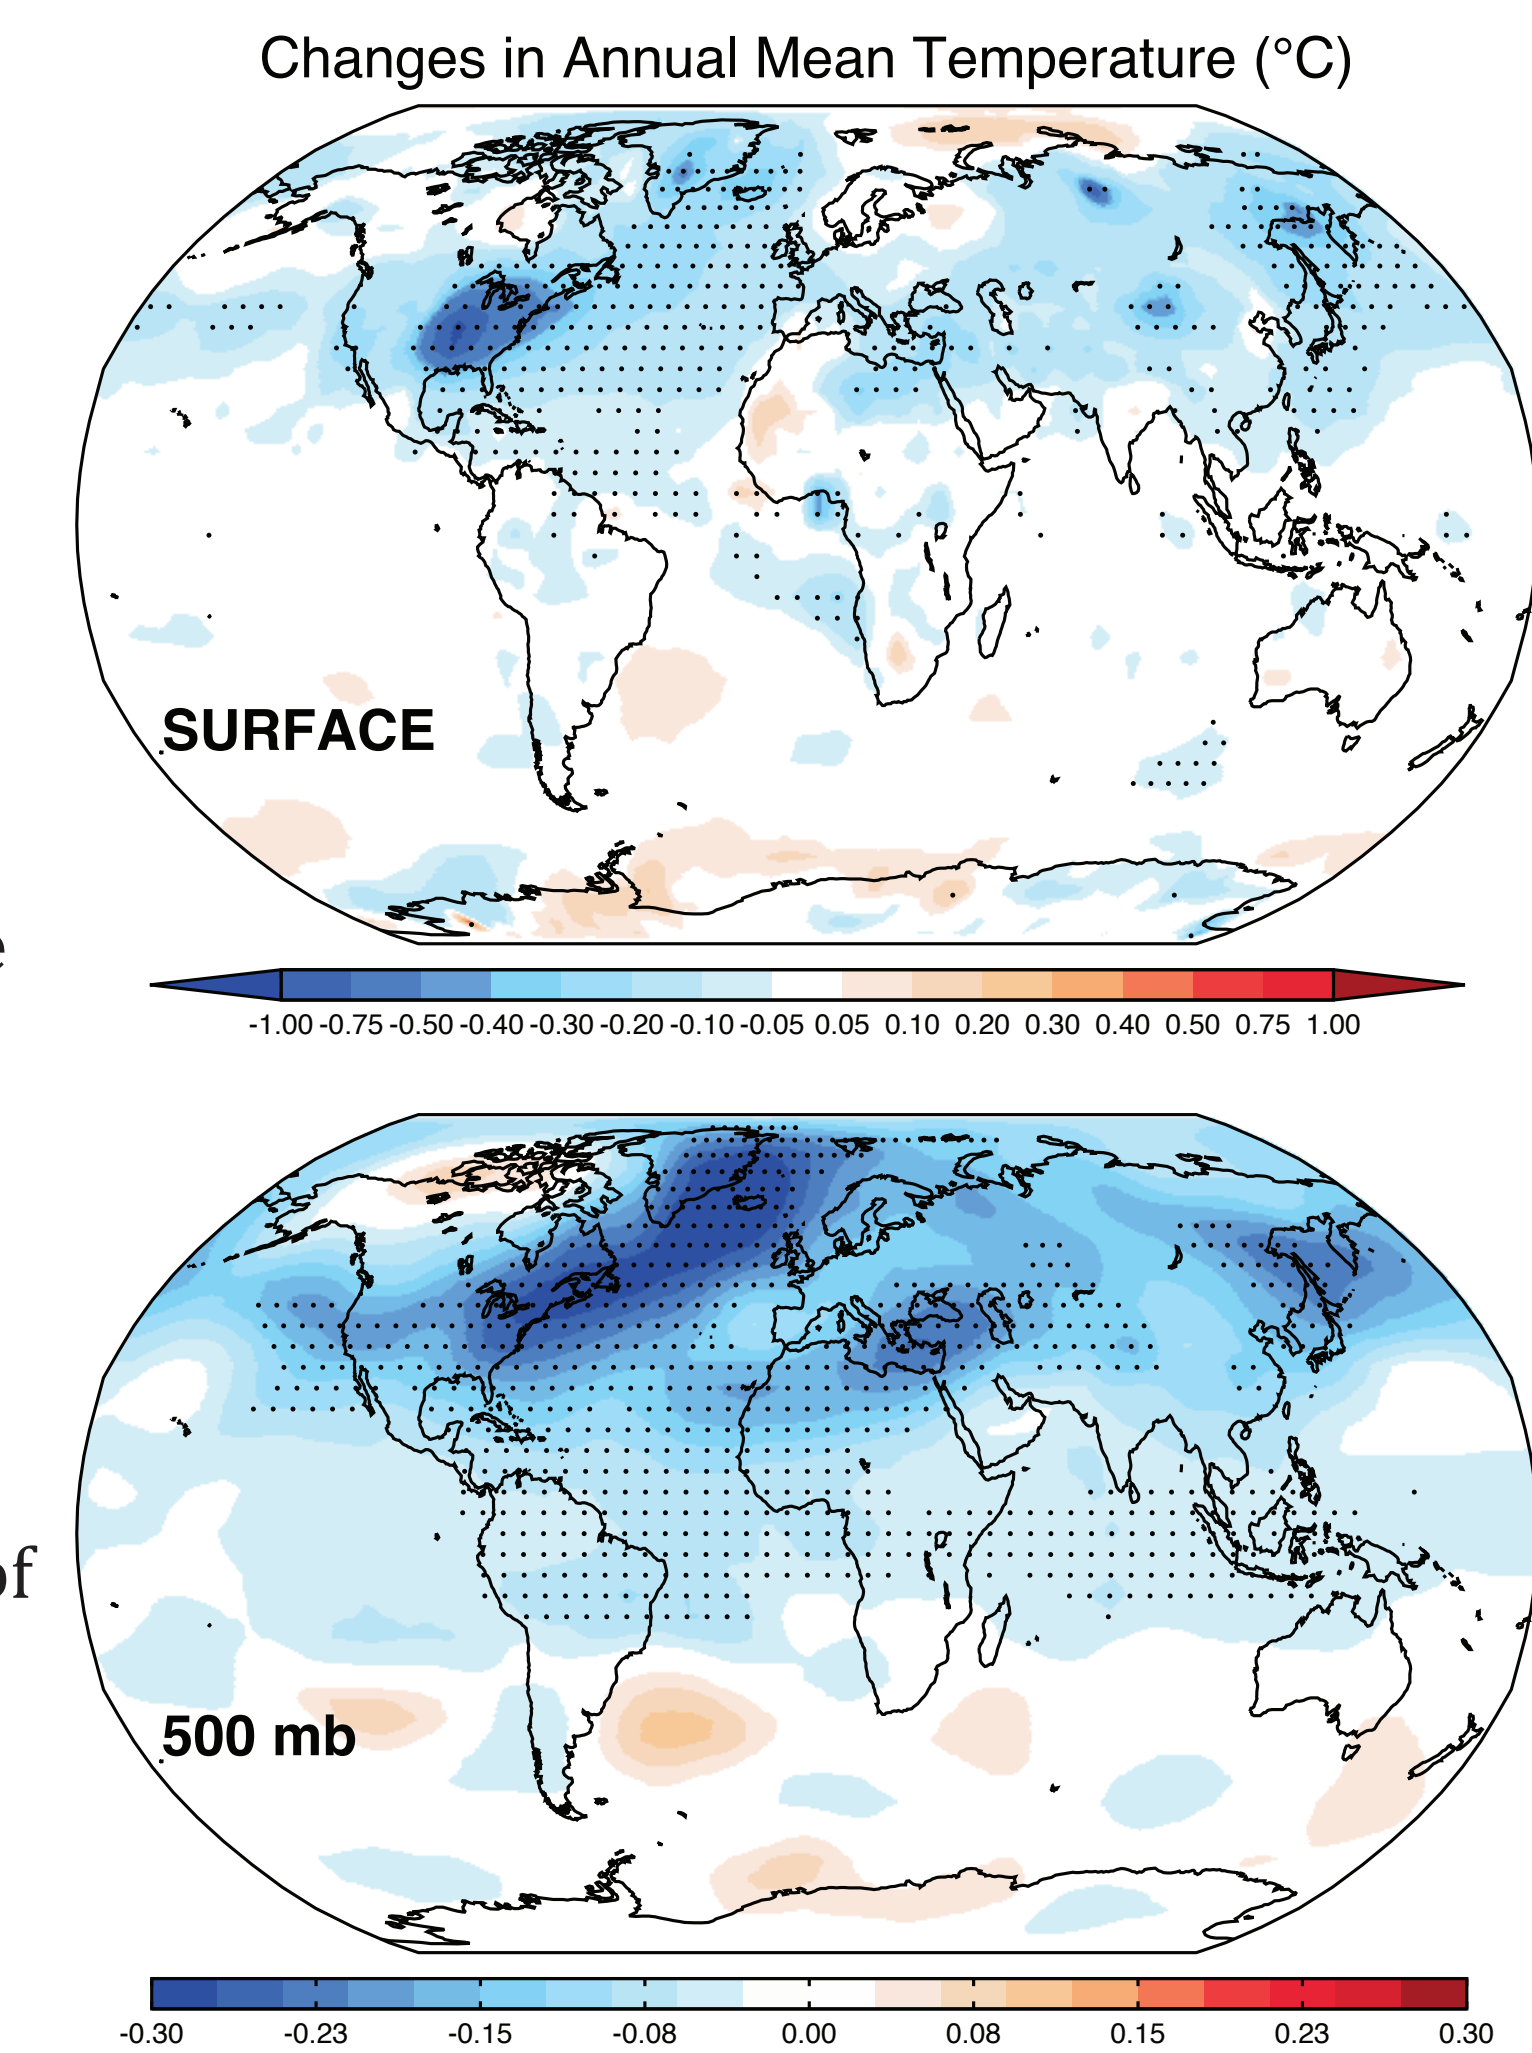 Changes in Annual Mean Temperature (°C)
SURFACE
e
-1.00 -0.75 -0.50 -0.40 -0.30 -0.20 -0.10 -0.05 0.05 0.10 0.20 0.30 0.40 0.50 0.75 1.00
of
500 mb
-0.30 -0.23 -0.15 -0.08 0.00 0.08 0.15 0.23 0.30